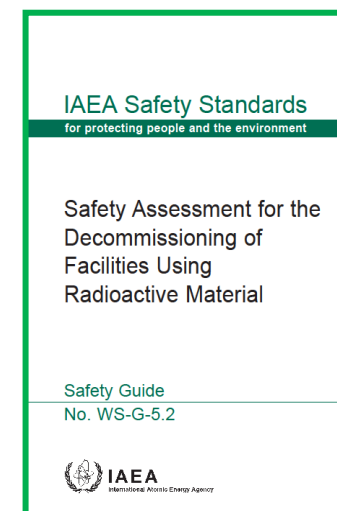 IAEA Safety Standards
for protecting people and the environment
Safety Assessment for the
Decommissioning of
Facilities Using
Radioactive Material
Safety Guide
No. WS-G-5.2
IAEA
International Atomic Energy Agency